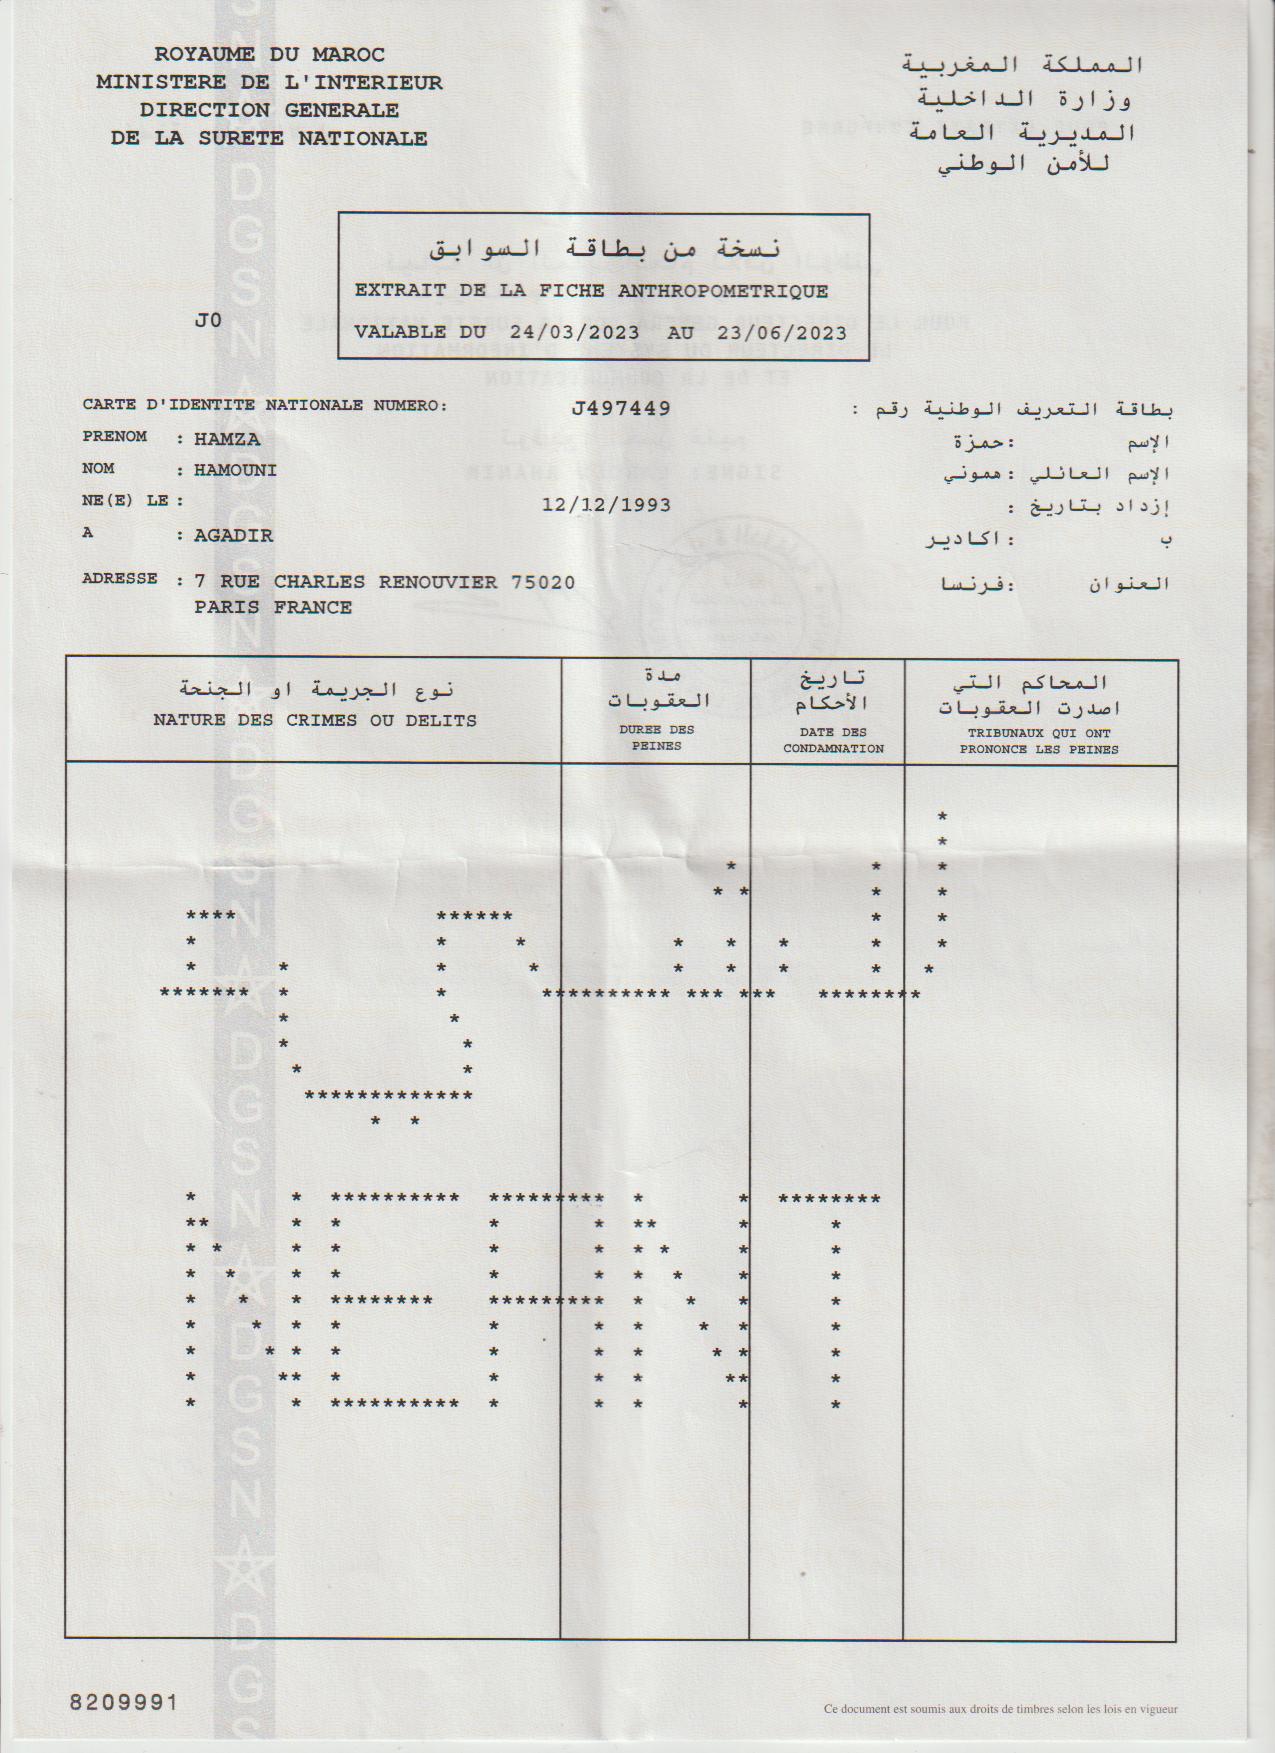 ROYAUME DU MAROC
MINISTERE DE L'INTERIEUR
DIRECTION GENERALE
DE LA SURETE NATIONALE
المملكة المغربية
وزارة الداخلية
المديرية العامة
للأمن الوطني
نسخة من بطاقة السوابق
EXTRAIT DE LA FICHE ANTHROPOMETRIQUE
VALABLE DU 24/03/2023 AU 23/06/2023
J0
CARTE D'IDENTITE NATIONALE NUMERO: J497449 بطاقة التعريف الوطنية رقم :
PRENOM : HAMZA الإسم :حمزة
NOM : HAMOUNI الإسم العائلي :هموني
NE(E) LE : 12/12/1993 إزداد بتاريخ :
A : AGADIR ب :اكادير
ADRESSE : 7 RUE CHARLES RENOUVIER 75020 العنوان :فرنسا
PARIS FRANCE
نوع الجريمة او الجنحة
NATURE DES CRIMES OU DELITS
مدة
العقوبات
DUREE DES
PEINES
تاريخ
الأحكام
DATE DES
CONDAMNATION
المحاكم التي
اصدرت العقوبات
TRIBUNAUX QUI ONT
PRONONCE LES PEINES
NEANT
8209991
Ce document est soumis aux droits de timbres selon les lois en vigueur